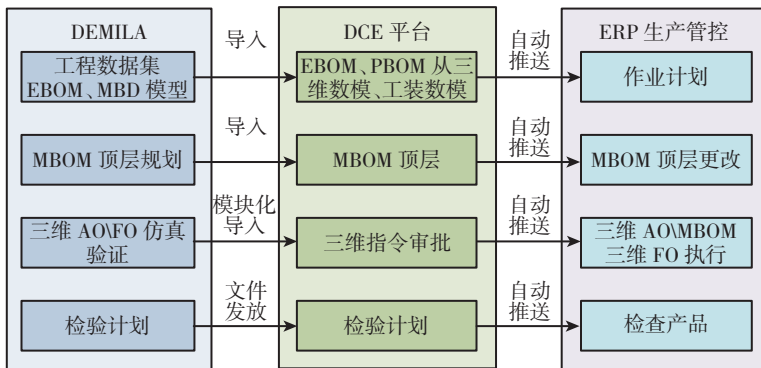 DEMILA
导入
DCE 平台
自动
推送
ERP 生产管控
工程数据集
EBOM、MBD 模型
EBOM、PBOM 从三
维数模、工装数模
作业计划
导入
自动
推送
MBOM 顶层规划
MBOM 顶层
MBOM 顶层更改
模块化
导入
自动
推送
三维 AO\FO 仿真
验证
三维指令审批
三维 AO\MBOM
三维 FO 执行
文件
发放
自动
推送
检验计划
检验计划
检查产品